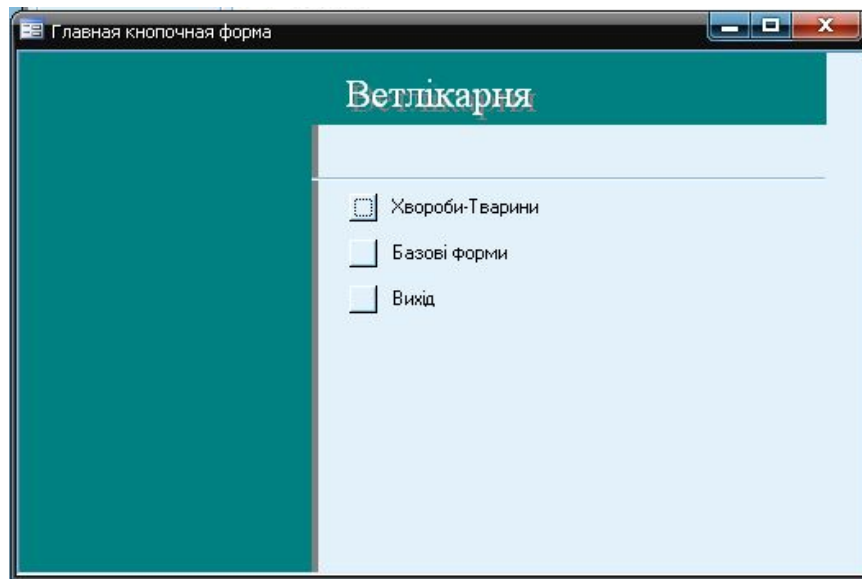 Главная кнопочная форма
Ветлікарня
Хвороби-Тварини
Базові форми
Вихід